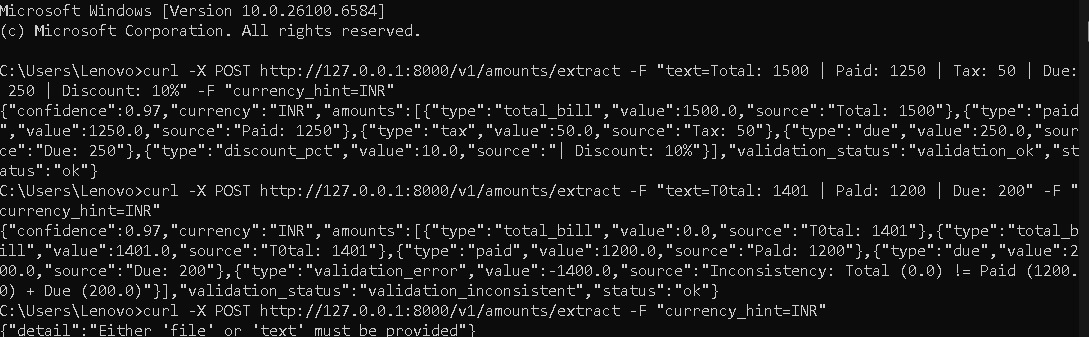 Microsoft Windows [Version 10.0.26100.6584]
(c) Microsoft Corporation. All rights reserved.
C:\Users\Lenovo>curl -X POST http://127.0.0.1:8000/v1/amounts/extract -F "text=Total: 1500 | Paid: 1250 | Tax: 50 | Due:
 250 | Discount: 10%" -F "currency_hint=INR"
{"confidence":0.97,"currency":"INR","amounts":[{"type":"total_bill","value":1500.0,"source":"Total: 1500"},{"type":"paid
","value":1250.0,"source":"Paid: 1250"},{"type":"tax","value":50.0,"source":"Tax: 50"},{"type":"due","value":250.0,"sour
ce":"Due: 250"},{"type":"discount_pct","value":10.0,"source":"| Discount: 10%"}],"validation_status":"validation_ok","st
atus":"ok"}
C:\Users\Lenovo>curl -X POST http://127.0.0.1:8000/v1/amounts/extract -F "text=T0tal: 1401 | Pald: 1200 | Due: 200" -F "
currency_hint=INR"
{"confidence":0.97,"currency":"INR","amounts":[{"type":"total_bill","value":0.0,"source":"T0tal: 1401"},{"type":"total_b
ill","value":1401.0,"source":"T0tal: 1401"},{"type":"paid","value":1200.0,"source":"Pald: 1200"},{"type":"due","value":2
00.0,"source":"Due: 200"},{"type":"validation_error","value":-1400.0,"source":"Inconsistency: Total (0.0) != Paid (1200.
0) + Due (200.0)"}],"validation_status":"validation_inconsistent","status":"ok"}
C:\Users\Lenovo>curl -X POST http://127.0.0.1:8000/v1/amounts/extract -F "currency_hint=INR"
{"detail":"Either 'file' or 'text' must be provided"}